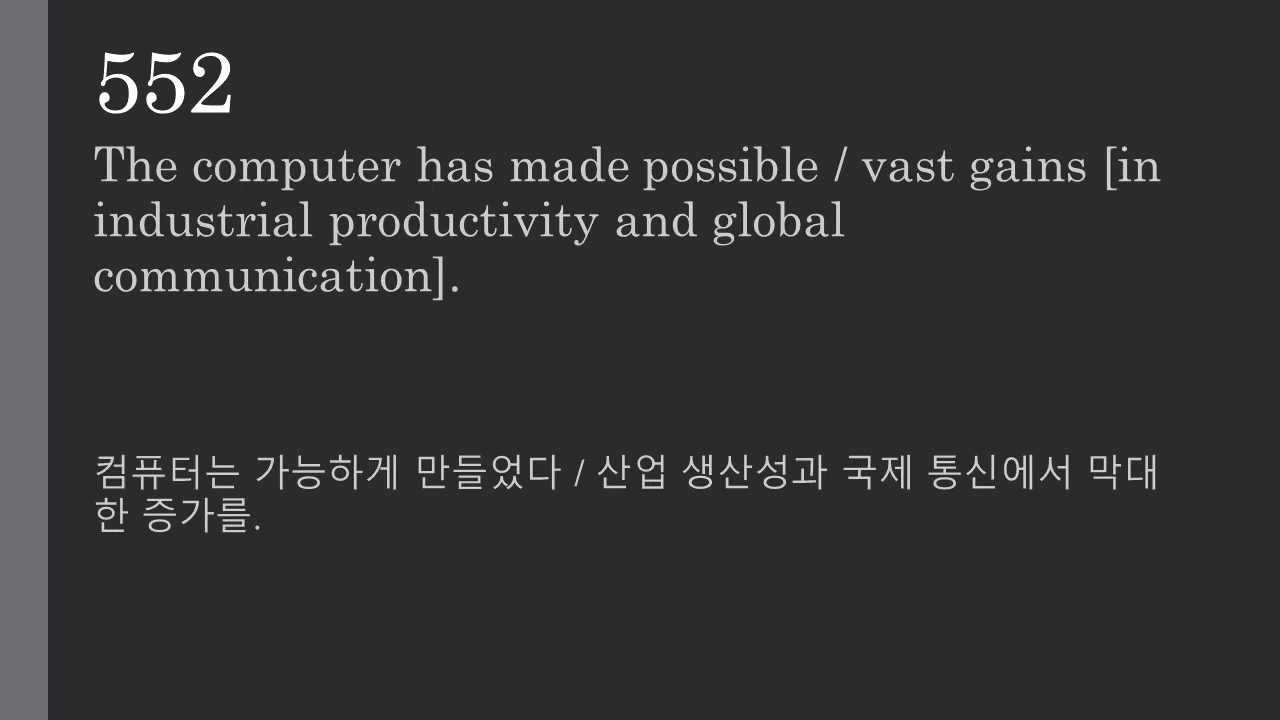 552
The computer has made possible / vast gains [in
industrial productivity and global
communication].
컴퓨터는 가능하게 만들었다 / 산업 생산성과 국제 통신에서 막대
한 증가를.